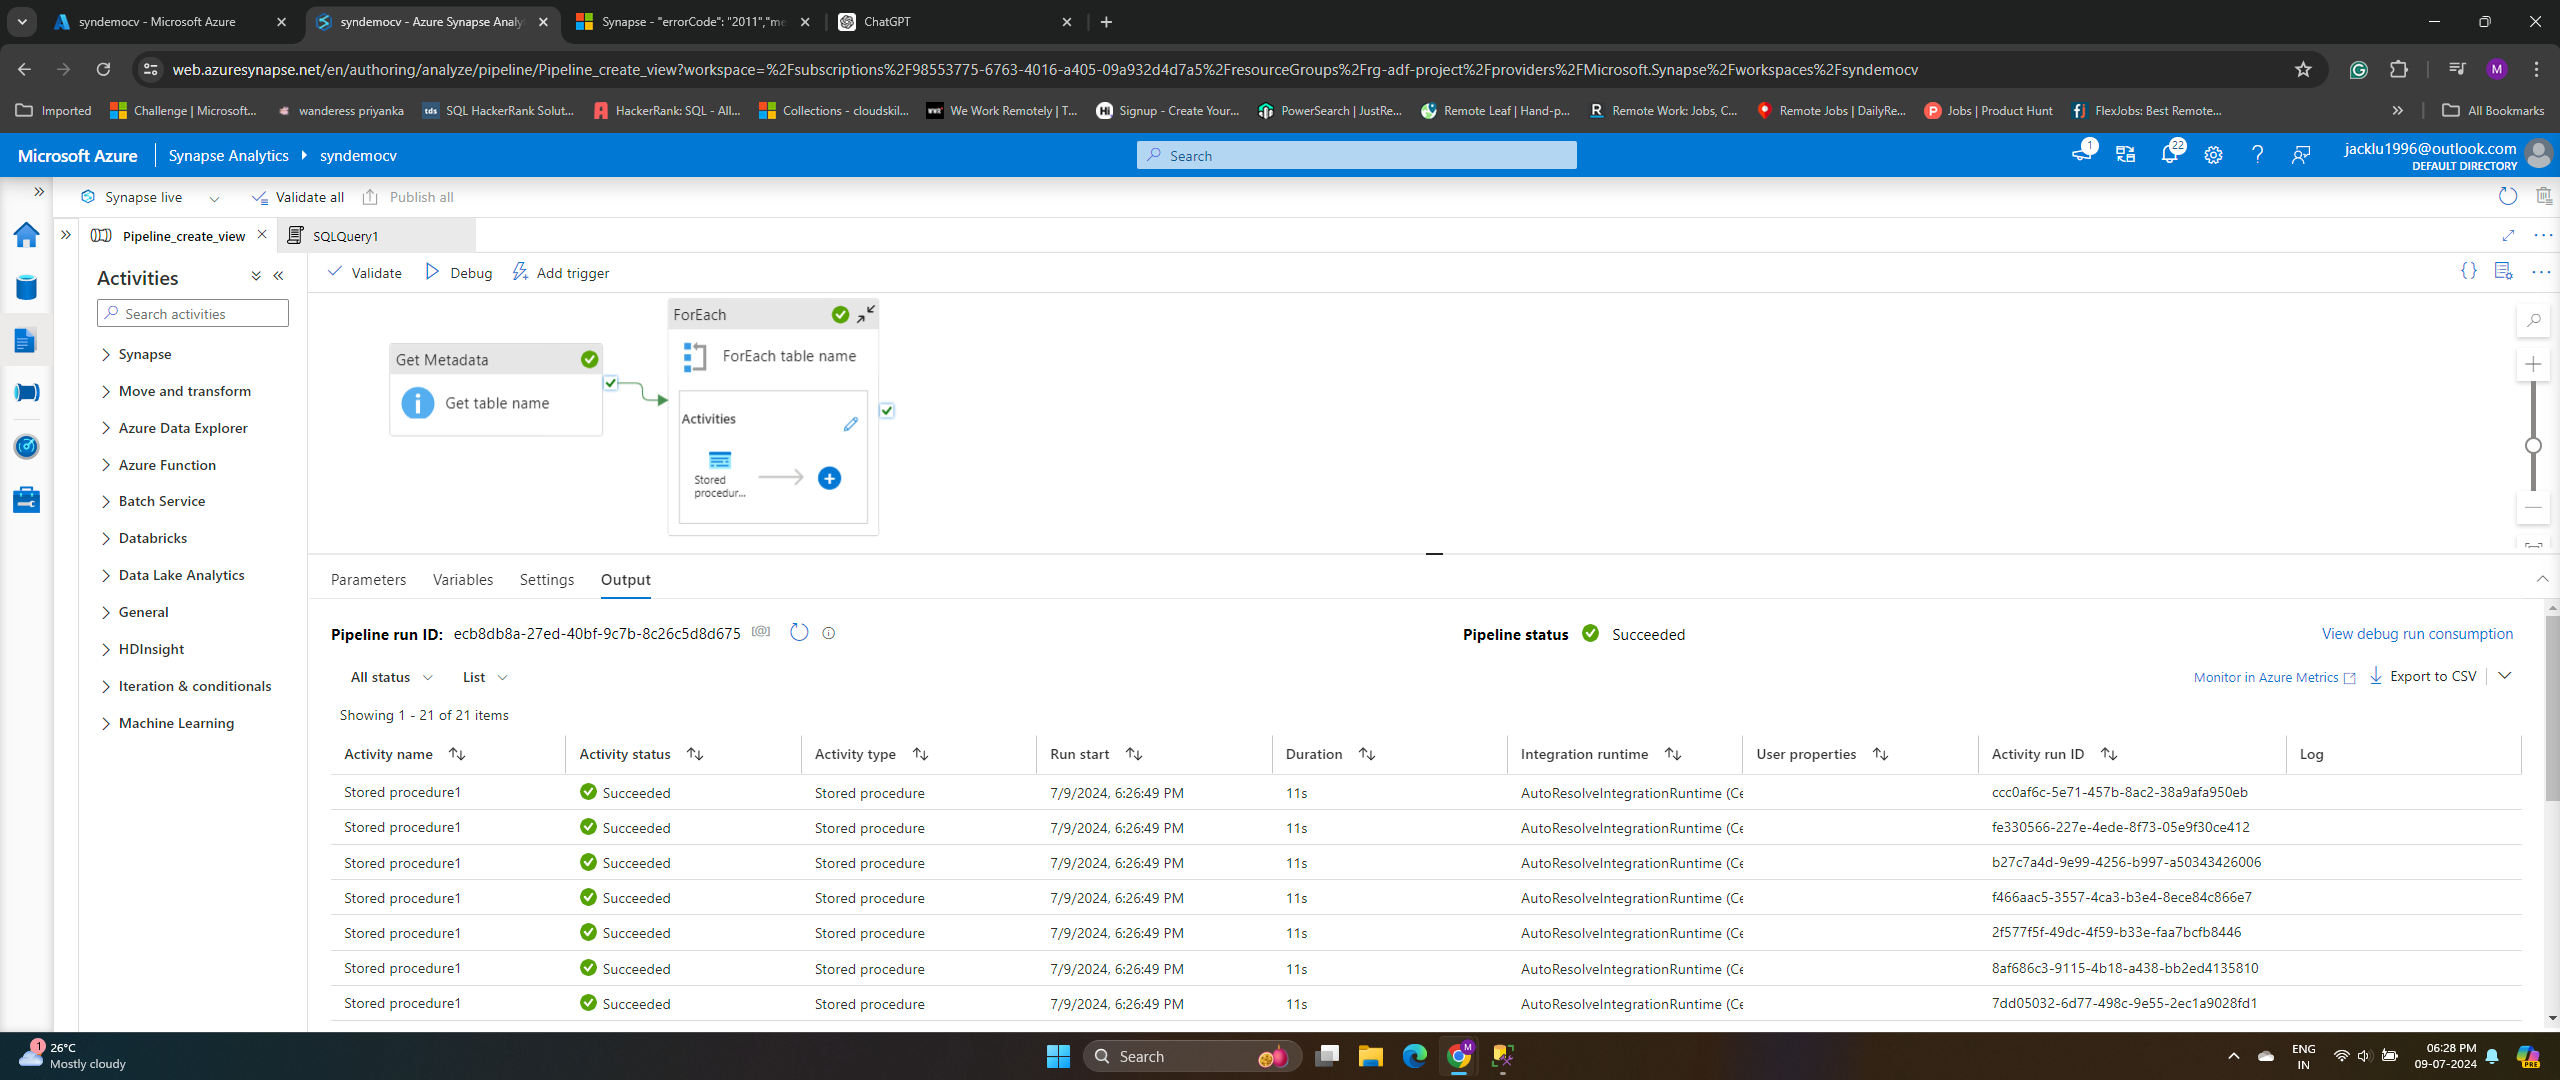 syndemocv - Microsoft Azure
syndemocv - Azure Synapse Analy
Synapse - "errorCode": "2011","me
ChatGPT
web.azuresynapse.net/en/authoring/analyze/pipeline/Pipeline_create_view?workspace=%2Fsubscriptions%2F98553775-6763-4016-a405-09a932d4d7a5%2FresourceGroups%2Frg-adf-project%2Fproviders%2FMicrosoft.Synapse%2Fworkspaces%2Fsyndemocv
M
Imported
Challenge | Microsoft...
wanderess priyanka
tds SQL HackerRank Solut...
HackerRank: SQL - All...
Collections - cloudskil...
We Work Remotely | T...
Signup - Create Your...
PowerSearch | JustRe...
Remote Leaf | Hand-p...
R Remote Work: Jobs, C...
Remote Jobs | DailyRe...
P Jobs | Product Hunt
fj FlexJobs: Best Remote...
All Bookmarks
Microsoft Azure
Synapse Analytics
syndemocv
Search
1
22
jacklu1996@outlook.com
DEFAULT DIRECTORY
Synapse live
Validate all
Publish all
Pipeline_create_view
SQLQuery1
Activities
Search activities
Synapse
Move and transform
Azure Data Explorer
Azure Function
Batch Service
Databricks
Data Lake Analytics
General
HDInsight
Iteration & conditionals
Machine Learning
Validate
Debug
Add trigger
Get Metadata
Get table name
ForEach
ForEach table name
Activities
Stored
procedur...
Parameters
Variables
Settings
Output
Pipeline run ID: ecb8db8a-27ed-40bf-9c7b-8c26c5d8d675
Pipeline status
Succeeded
View debug run consumption
All status
List
Monitor in Azure Metrics
Export to CSV
Showing 1 - 21 of 21 items
Activity name Activity status Activity type Run start Duration Integration runtime User properties Activity run ID Log
Stored procedure1 Succeeded Stored procedure 7/9/2024, 6:26:49 PM 11s AutoResolveIntegrationRuntime (Ce ccc0af6c-5e71-457b-8ac2-38a9afa950eb
Stored procedure1 Succeeded Stored procedure 7/9/2024, 6:26:49 PM 11s AutoResolveIntegrationRuntime (Ce fe330566-227e-4ede-8f73-05e9f30ce412
Stored procedure1 Succeeded Stored procedure 7/9/2024, 6:26:49 PM 11s AutoResolveIntegrationRuntime (Ce b27c7a4d-9e99-4256-b997-a50343426006
Stored procedure1 Succeeded Stored procedure 7/9/2024, 6:26:49 PM 11s AutoResolveIntegrationRuntime (Ce f466aac5-3557-4ca3-b3e4-8ece84c866e7
Stored procedure1 Succeeded Stored procedure 7/9/2024, 6:26:49 PM 11s AutoResolveIntegrationRuntime (Ce 2f577f5f-49dc-4f59-b33e-faa7bcfb8446
Stored procedure1 Succeeded Stored procedure 7/9/2024, 6:26:49 PM 11s AutoResolveIntegrationRuntime (Ce 8af686c3-9115-4b18-a438-bb2ed4135810
Stored procedure1 Succeeded Stored procedure 7/9/2024, 6:26:49 PM 11s AutoResolveIntegrationRuntime (Ce 7dd05032-6d77-498c-9e55-2ec1a9028fd1
1
26°C
Mostly cloudy
Search
M
ENG
IN
06:28 PM
09-07-2024
PRE